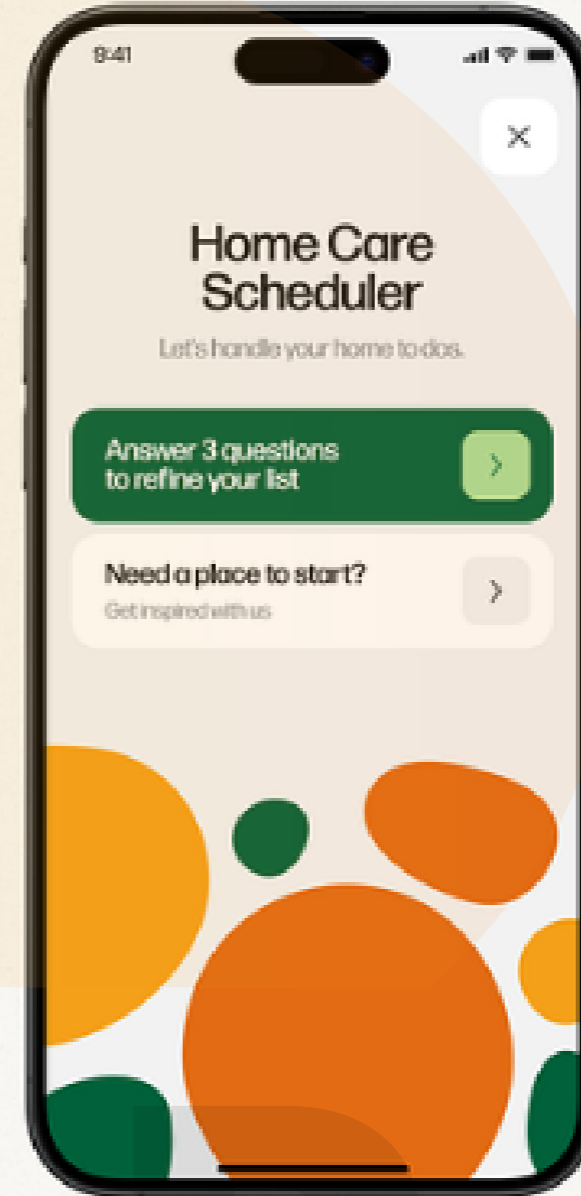 9:41
Home Care
Scheduler
Let's handle your home to dos.
Answer 3 questions
to refine your list
Need a place to start?
Get inspired with us